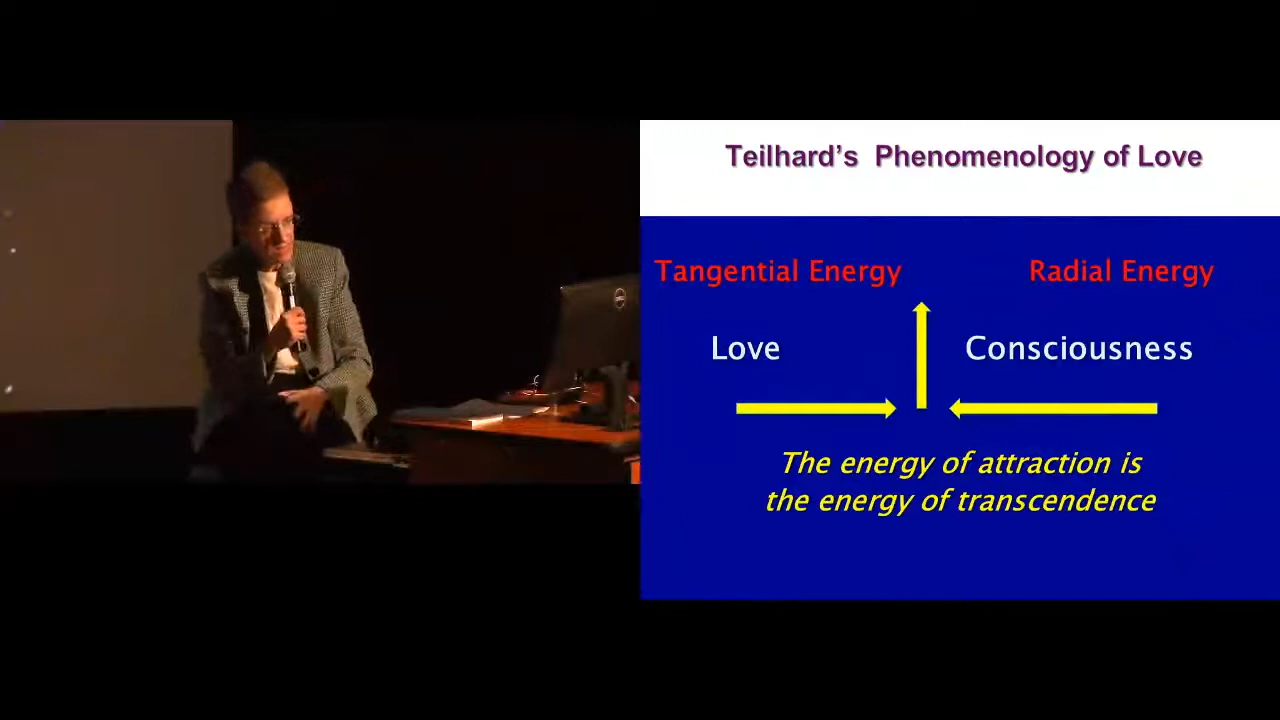 Teilhard's Phenomenology of Love
Tangential Energy
Radial Energy
Love
Consciousness
The energy of attraction is
the energy of transcendence